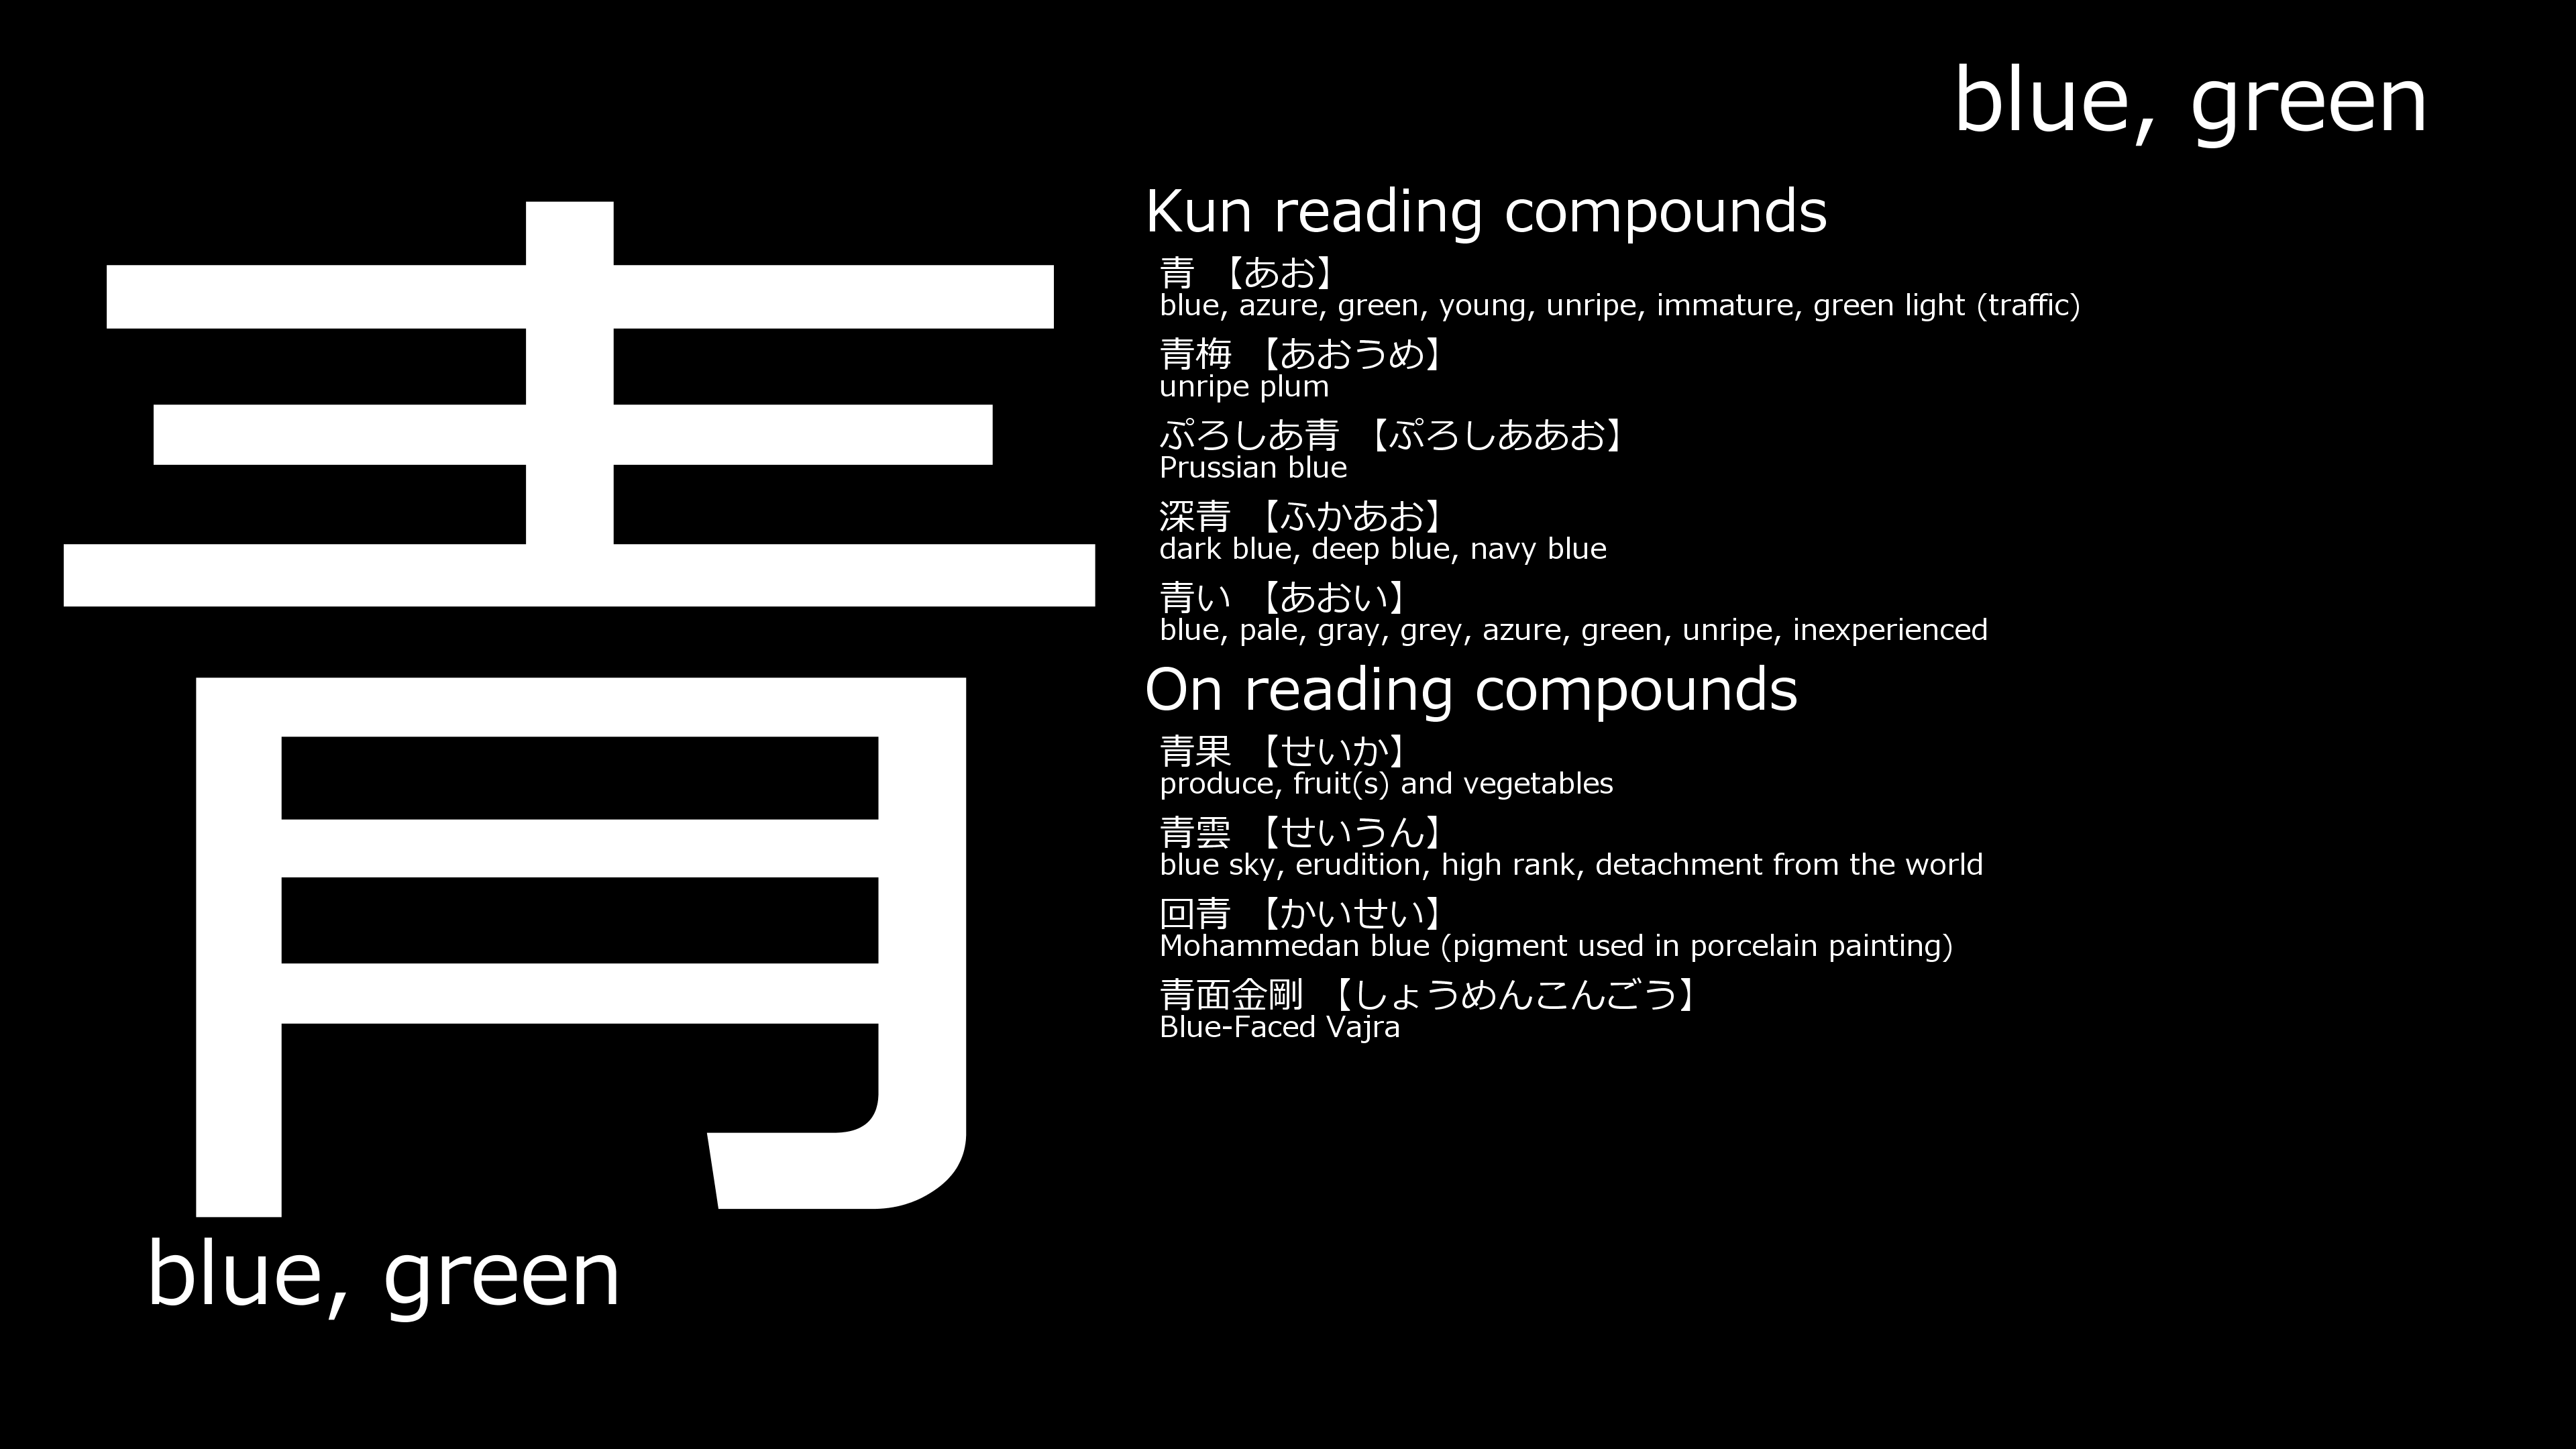 blue, green
青
blue, green
Kun reading compounds
青 【あお】
blue, azure, green, young, unripe, immature, green light (traffic)
青梅 【あおうめ】
unripe plum
ぷろしあ青 【ぷろしああお】
Prussian blue
深青 【ふかあお】
dark blue, deep blue, navy blue
青い 【あおい】
blue, pale, gray, grey, azure, green, unripe, inexperienced
On reading compounds
青果 【せいか】
produce, fruit(s) and vegetables
青雲 【せいうん】
blue sky, erudition, high rank, detachment from the world
回青 【かいせい】
Mohammedan blue (pigment used in porcelain painting)
青面金剛 【しょうめんこんごう】
Blue-Faced Vajra